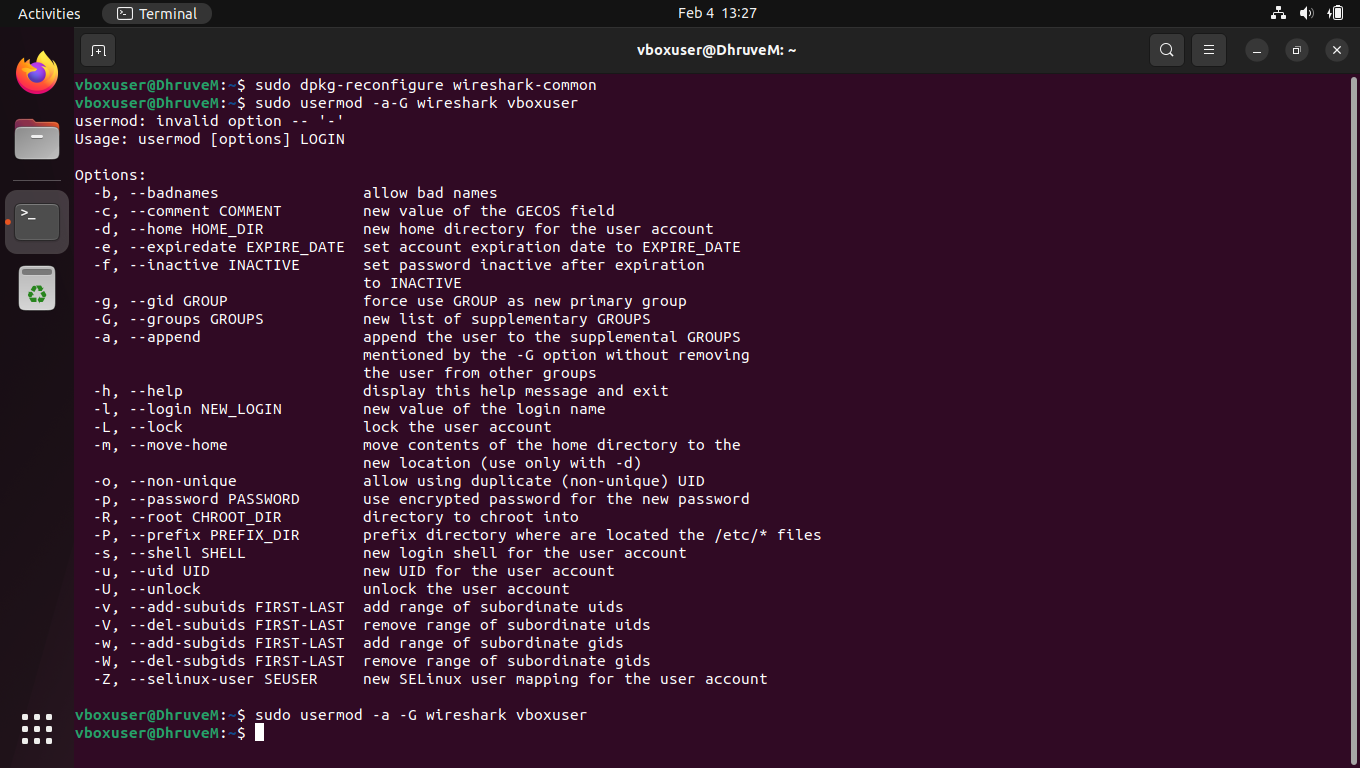 Activities
Terminal
Feb 4 13:27
vboxuser@DhruveM: ~
vboxuser@DhruveM:~$ sudo dpkg-reconfigure wireshark-common
vboxuser@DhruveM:~$ sudo usermod -a-G wireshark vboxuser
usermod: invalid option -- '-'
Usage: usermod [options] LOGIN

Options:
  -b, --badnames                allow bad names
  -c, --comment COMMENT         new value of the GECOS field
  -d, --home HOME_DIR           new home directory for the user account
  -e, --expiredate EXPIRE_DATE  set account expiration date to EXPIRE_DATE
  -f, --inactive INACTIVE       set password inactive after expiration
                                to INACTIVE
  -g, --gid GROUP               force use GROUP as new primary group
  -G, --groups GROUPS           new list of supplementary GROUPS
  -a, --append                  append the user to the supplemental GROUPS
                                mentioned by the -G option without removing
                                the user from other groups
  -h, --help                    display this help message and exit
  -l, --login NEW_LOGIN         new value of the login name
  -L, --lock                    lock the user account
  -m, --move-home               move contents of the home directory to the
                                new location (use only with -d)
  -o, --non-unique              allow using duplicate (non-unique) UID
  -p, --password PASSWORD       use encrypted password for the new password
  -R, --root CHROOT_DIR         directory to chroot into
  -P, --prefix PREFIX_DIR       prefix directory where are located the /etc/* files
  -s, --shell SHELL             new login shell for the user account
  -u, --uid UID                 new UID for the user account
  -U, --unlock                  unlock the user account
  -v, --add-subuids FIRST-LAST  add range of subordinate uids
  -V, --del-subuids FIRST-LAST  remove range of subordinate uids
  -w, --add-subgids FIRST-LAST  add range of subordinate gids
  -W, --del-subgids FIRST-LAST  remove range of subordinate gids
  -Z, --selinux-user SEUSER     new SELinux user mapping for the user account

vboxuser@DhruveM:~$ sudo usermod -a -G wireshark vboxuser
vboxuser@DhruveM:~$